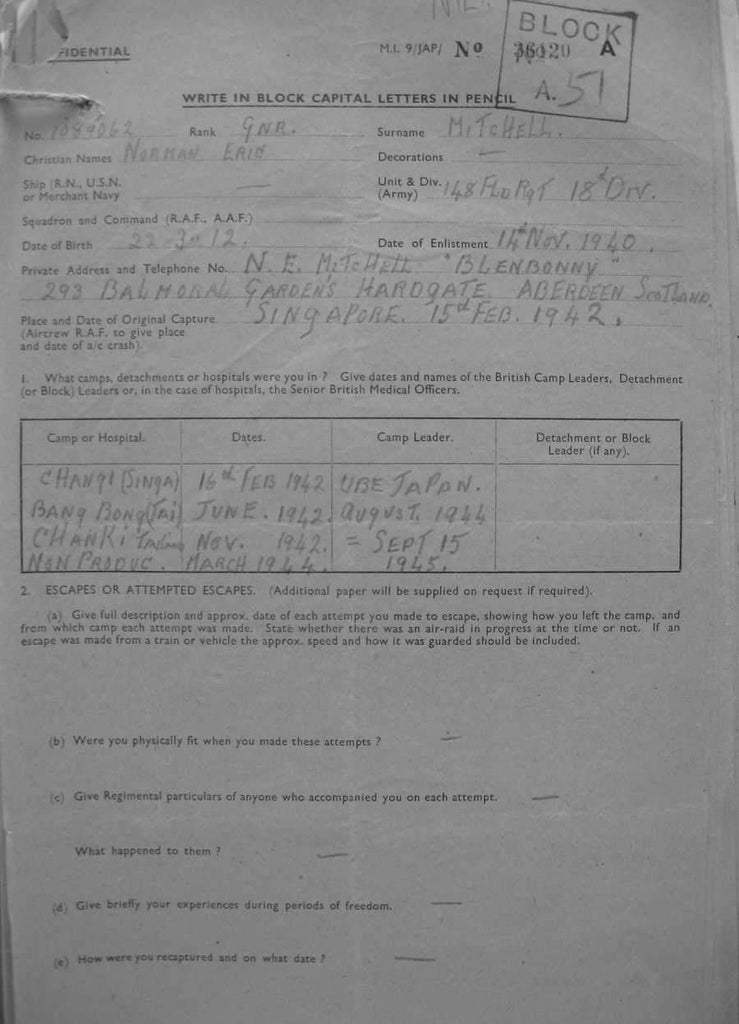 FIDENTIAL M.I. 9/JAP/ No BLOCK A
A. 51
WRITE IN BLOCK CAPITAL LETTERS IN PENCIL
No. 1089062 Rank GNR. Surname MITCHELL.
Christian Names NORMAN ERIN Decorations —
Ship (R.N., U.S.N. or Merchant Navy — Unit & Div. (Army) 148 FLD RGT 18th DIV.
Squadron and Command (R.A.F., A.A.F.)
Date of Birth 22-3-12. Date of Enlistment 14th NOV. 1940.
Private Address and Telephone No. N. E. MITCHELL "BLENBONNY"
293 BALMORAL GARDENS HARDGATE ABERDEEN SCOTLAND.
Place and Date of Original Capture SINGAPORE. 15th FEB. 1942.
(Aircrew R.A.F. to give place
and date of a/c crash).
1. What camps, detachments or hospitals were you in ? Give dates and names of the British Camp Leaders, Detachment
(or Block) Leaders or, in the case of hospitals, the Senior British Medical Officers.
Camp or Hospital. Dates. Camp Leader. Detachment or Block
Leader (if any).
CHANGI (SINGA) 16th FEB 1942 UBE JAPAN.
BANG BONG (TAI) JUNE. 1942. AUGUST. 1944
CHANKI NOV. 1942. = SEPT 15
NON PRODUC. MARCH 1944. 1945.
2. ESCAPES OR ATTEMPTED ESCAPES. (Additional paper will be supplied on request if required).
(a) Give full description and approx. date of each attempt you made to escape, showing how you left the camp, and
from which camp each attempt was made. State whether there was an air-raid in progress at the time or not. If an
escape was made from a train or vehicle the approx. speed and how it was guarded should be included.
(b) Were you physically fit when you made these attempts ? —
(c) Give Regimental particulars of anyone who accompanied you on each attempt. —
What happened to them ? —
(d) Give briefly your experiences during periods of freedom. —
(e) How were you recaptured and on what date ? —